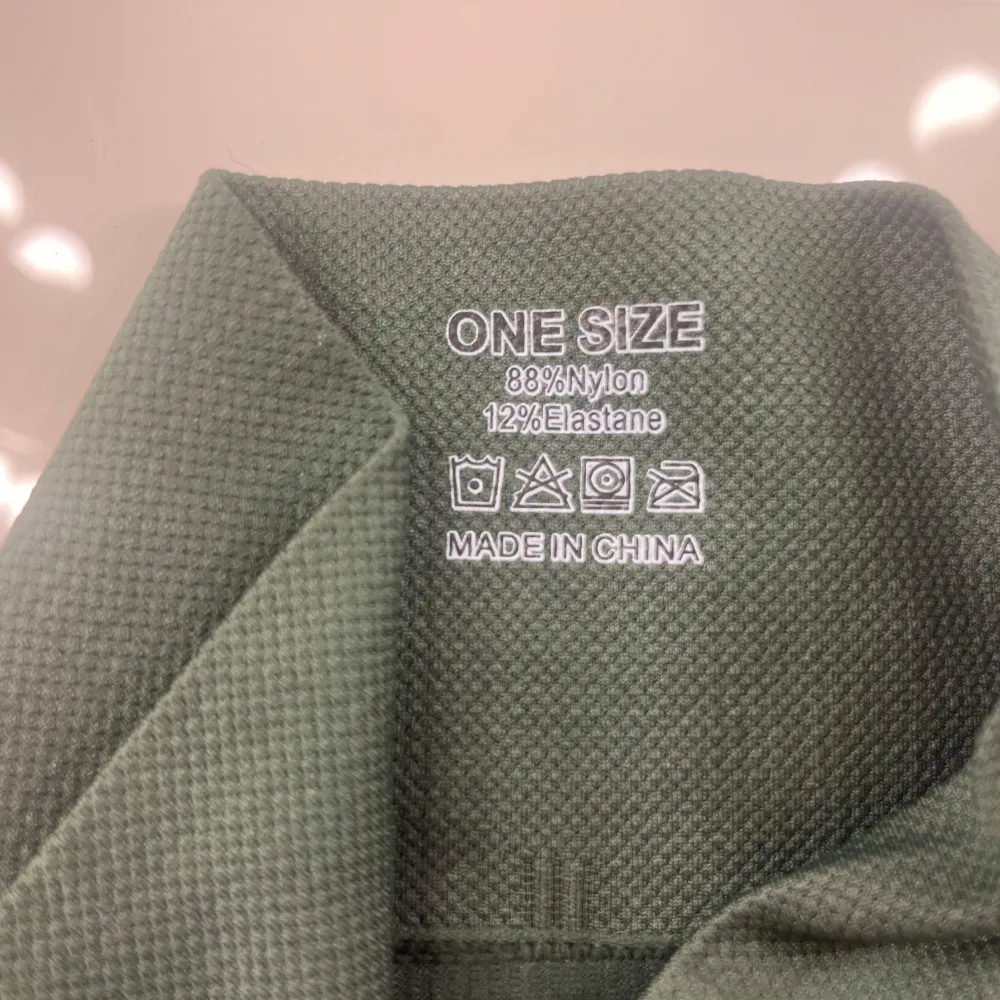 ONE SIZE
88%Nylon
12%Elastane
MADE IN CHINA